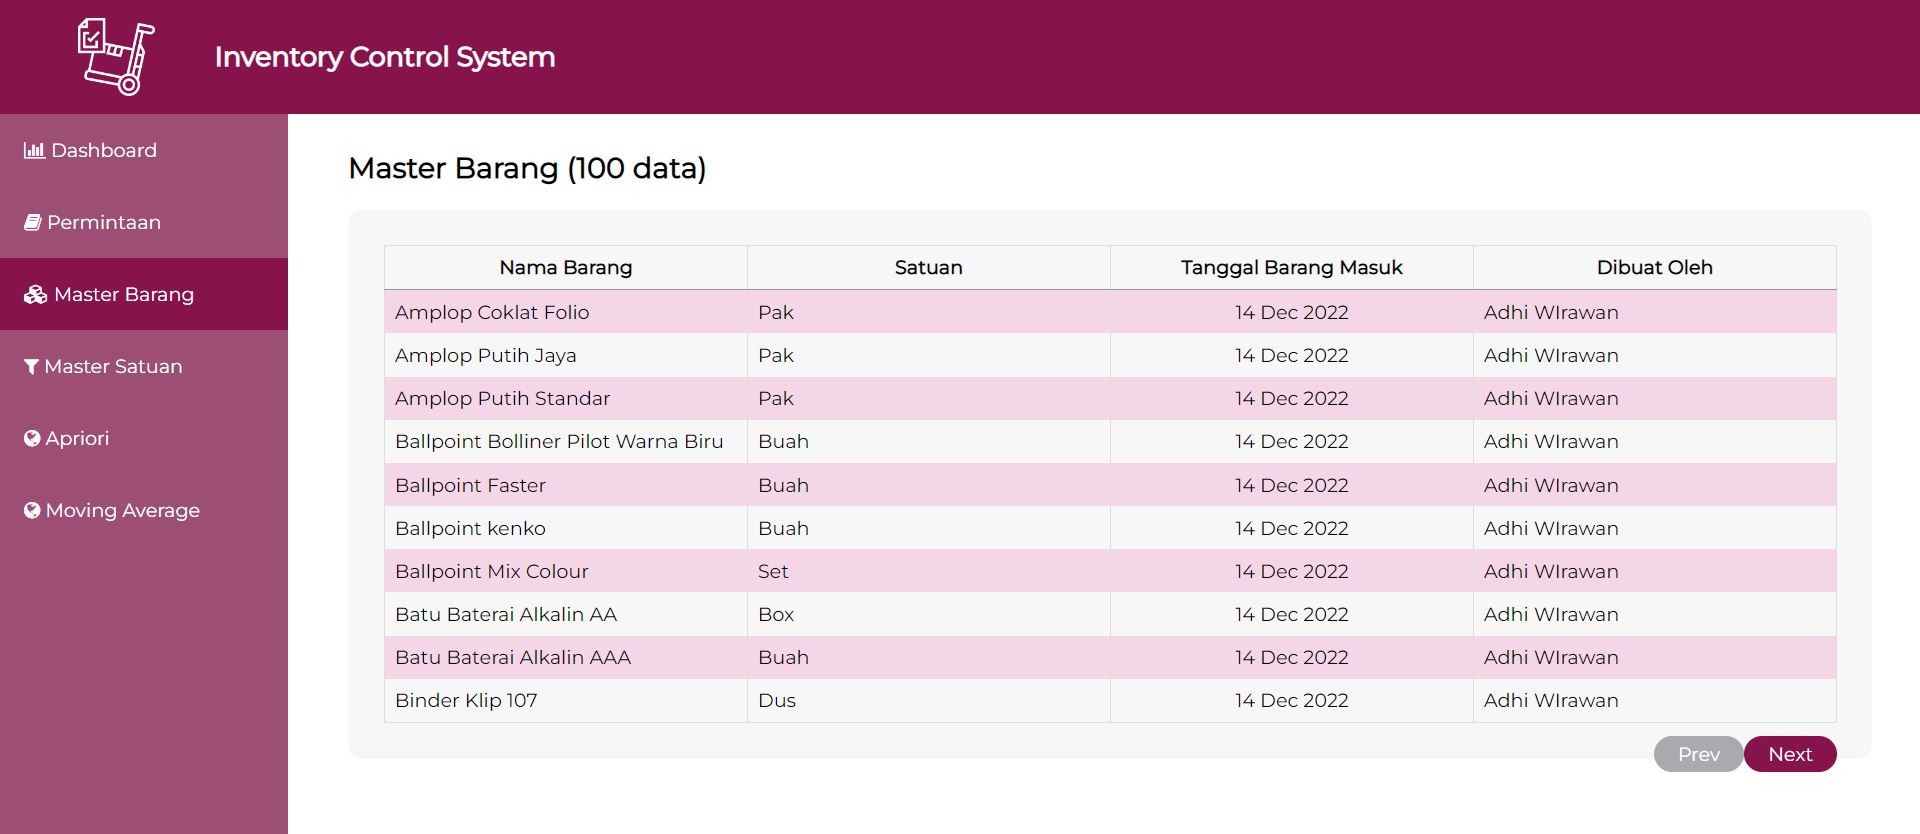 Inventory Control System
Dashboard
Permintaan
Master Barang
Master Satuan
Apriori
Moving Average
Master Barang (100 data)
Nama Barang Satuan Tanggal Barang Masuk Dibuat Oleh
Amplop Coklat Folio Pak 14 Dec 2022 Adhi WIrawan
Amplop Putih Jaya Pak 14 Dec 2022 Adhi WIrawan
Amplop Putih Standar Pak 14 Dec 2022 Adhi WIrawan
Ballpoint Bolliner Pilot Warna Biru Buah 14 Dec 2022 Adhi WIrawan
Ballpoint Faster Buah 14 Dec 2022 Adhi WIrawan
Ballpoint kenko Buah 14 Dec 2022 Adhi WIrawan
Ballpoint Mix Colour Set 14 Dec 2022 Adhi WIrawan
Batu Baterai Alkalin AA Box 14 Dec 2022 Adhi WIrawan
Batu Baterai Alkalin AAA Buah 14 Dec 2022 Adhi WIrawan
Binder Klip 107 Dus 14 Dec 2022 Adhi WIrawan
Prev Next